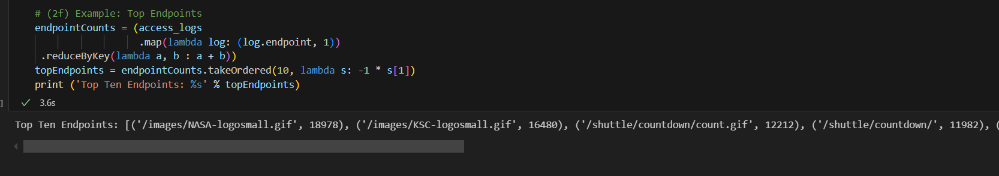 # (2f) Example: Top Endpoints
endpointCounts = (access_logs
.map(lambda log: (log.endpoint, 1))
.reduceByKey(lambda a, b : a + b))
topEndpoints = endpointCounts.takeOrdered(10, lambda s: -1 * s[1])
print ('Top Ten Endpoints: %s' % topEndpoints)
] ✓ 3.6s
Top Ten Endpoints: [('/images/NASA-logosmall.gif', 18978), ('/images/KSC-logosmall.gif', 16480), ('/shuttle/countdown/count.gif', 12212), ('/shuttle/countdown/', 11982), (